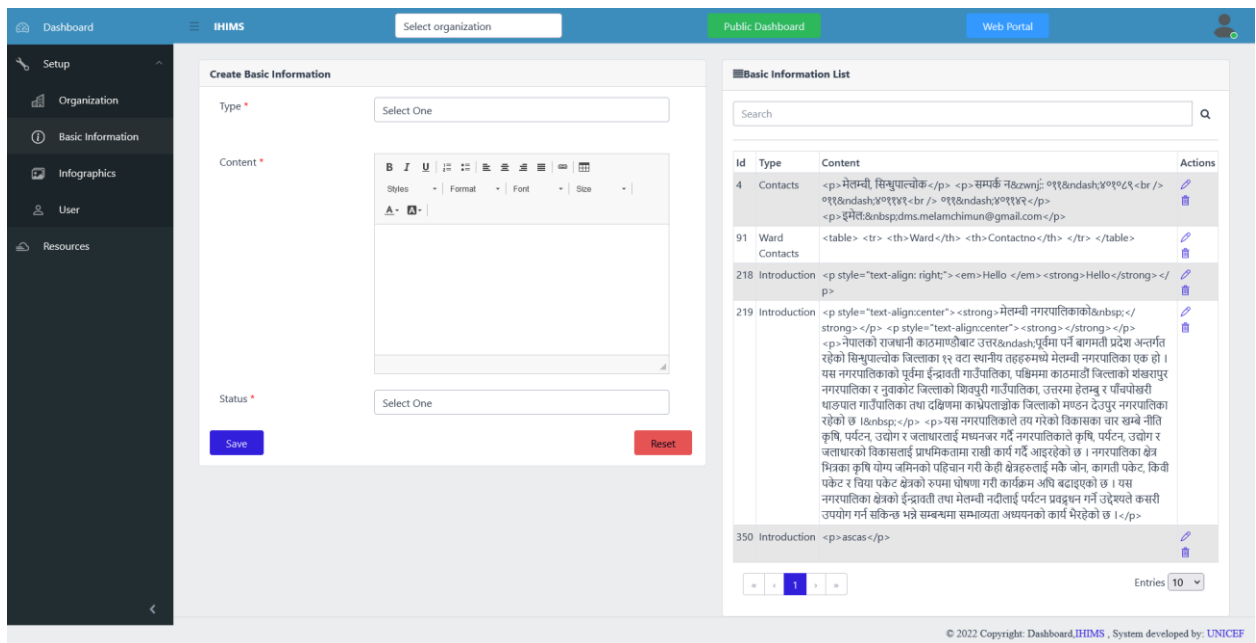 Dashboard
IHIMS
Select organization
Public Dashboard
Web Portal
Setup
Organization
Basic Information
Infographics
User
Resources
Create Basic Information
Type *
Select One
Content *
B I U
Styles Format Font Size
A A
Status *
Select One
Save
Reset
Basic Information List
Search
Id Type Content Actions
4 Contacts <p>मेलम्ची, सिन्धुपाल्चोक</p> <p>सम्पर्क न&zwnj;: ०११&ndash;४०१०८९<br />
०११&ndash;४०११४१<br /> ०११&ndash;४०११४२</p>
<p>इमेल:&nbsp;dms.melamchimun@gmail.com</p>
91 Ward Contacts <table> <tr> <th>Ward</th> <th>Contactno</th> </tr> </table>
218 Introduction <p style="text-align: right;"><em>Hello </em><strong>Hello</strong></
p>
219 Introduction <p style="text-align:center"><strong>मेलम्ची नगरपालिकाको&nbsp;</
strong></p> <p style="text-align:center"><strong></strong></p>
<p>नेपालको राजधानी काठमाण्डौबाट उत्तर&ndash;पूर्वमा पर्ने बागमती प्रदेश अन्तर्गत
रहेको सिन्धुपाल्चोक जिल्लाका १२ वटा स्थानीय तहहरुमध्ये मेलम्ची नगरपालिका एक हो ।
यस नगरपालिकाको पूर्वमा ईन्द्रावती गाउँपालिका, पश्चिममा काठमाडौं जिल्लाको शंखरापुर
नगरपालिका र नुवाकोट जिल्लाको शिवपुरी गाउँपालिका, उत्तरमा हेलम्बु र पाँचपोखरी
थाङपाल गाउँपालिका तथा दक्षिणमा काभ्रेपलाञ्चोक जिल्लाको मण्डन देउपुर नगरपालिका
रहेको छ ।&nbsp;</p> <p>यस नगरपालिकाले तय गरेको विकासका चार खम्बे नीति
कृषि, पर्यटन, उद्योग र जलाधारलाई मध्यनजर गर्दै नगरपालिकाले कृषि, पर्यटन, उद्योग र
जलाधारको विकासलाई प्राथमिकतामा राखी कार्य गर्दै आइरहेको छ । नगरपालिका क्षेत्र
भित्रका कृषि योग्य जमिनको पहिचान गरी केही क्षेत्रहरुलाई मकै जोन, कागती पकेट, किवी
पकेट र चिया पकेट क्षेत्रको रुपमा घोषणा गरी कार्यक्रम अघि बढाइएको छ । यस
नगरपालिका क्षेत्रको ईन्द्रावती तथा मेलम्ची नदीलाई पर्यटन प्रवद्र्धन गर्ने उद्देश्यले कसरी
उपयोग गर्न सकिन्छ भन्ने सम्बन्धमा सम्भाव्यता अध्ययनको कार्य भैरहेको छ ।</p>
350 Introduction <p>ascas</p>
« ‹ 1 › »
Entries 10
© 2022 Copyright: Dashboard,IHIMS , System developed by: UNICEF